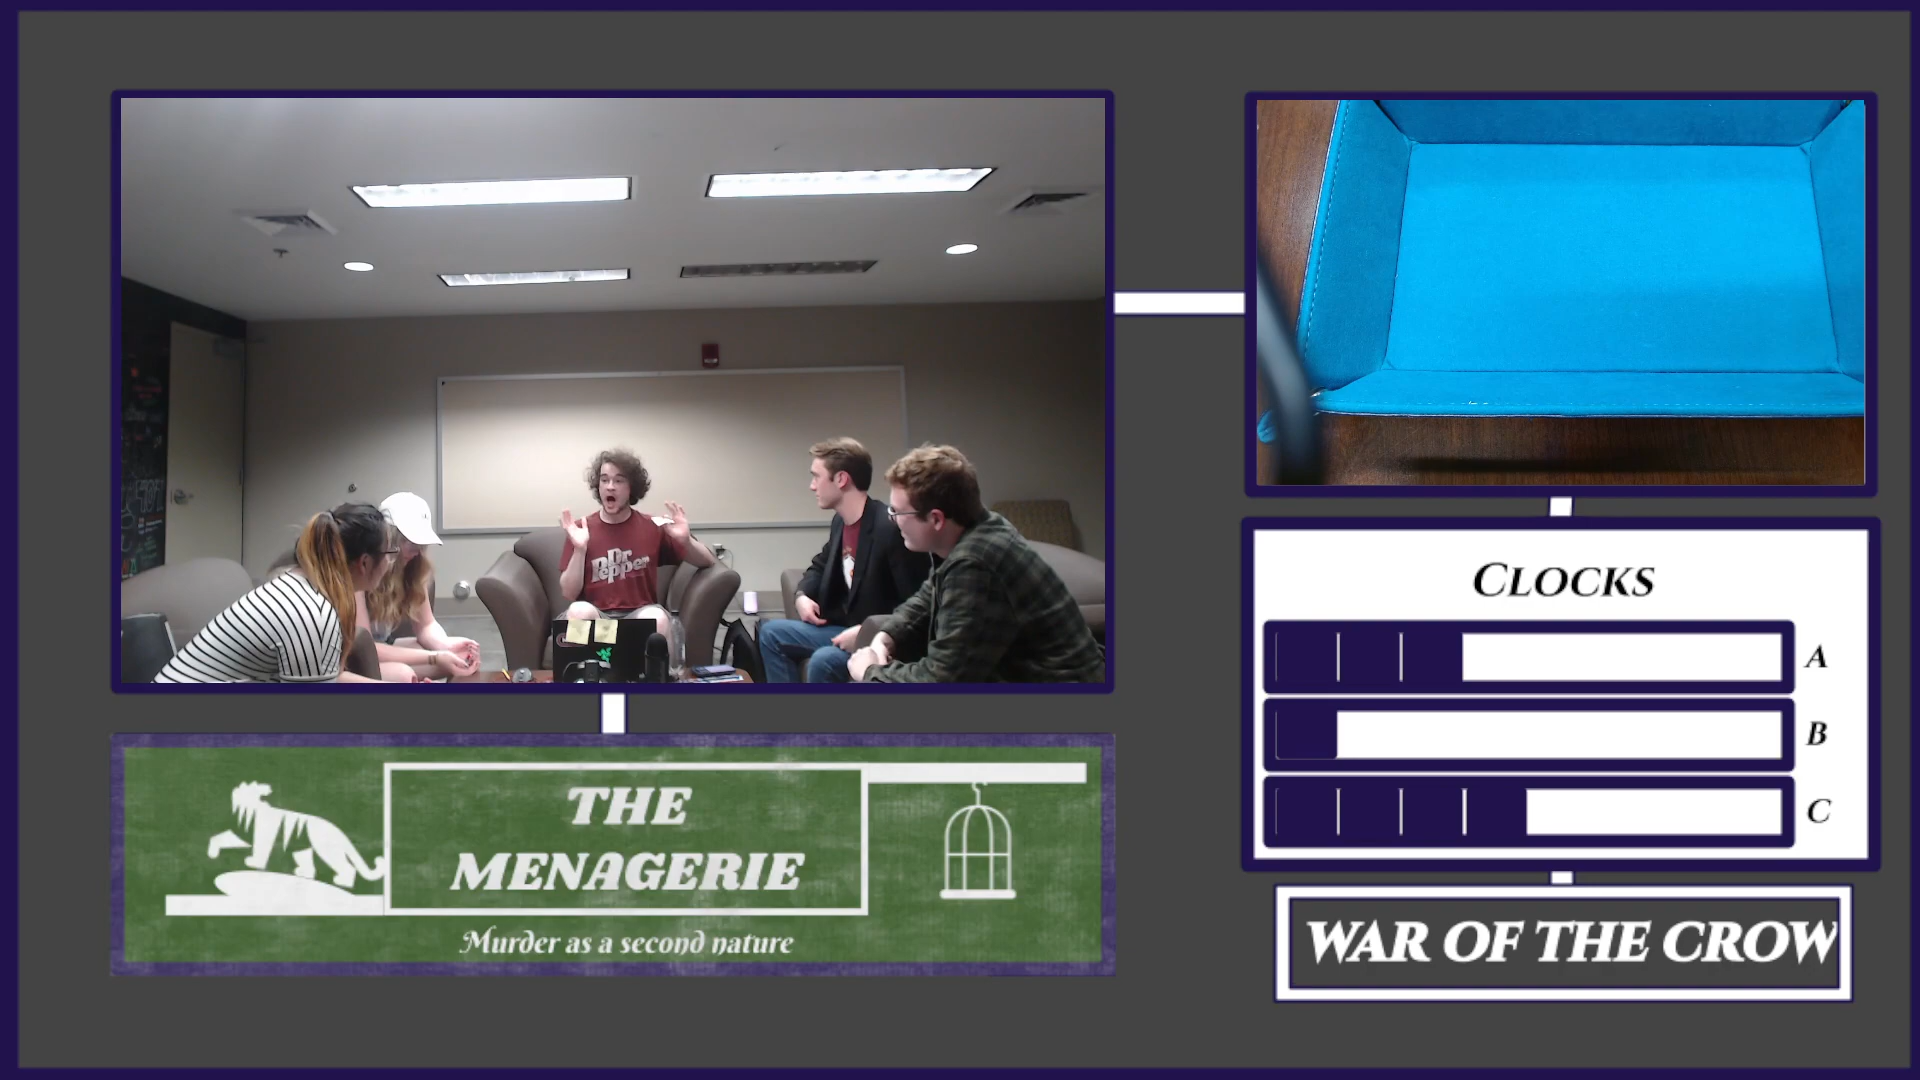 Dr
Pepper
THE
MENAGERIE
Murder as a second nature
CLOCKS
A
B
C
WAR OF THE CROW